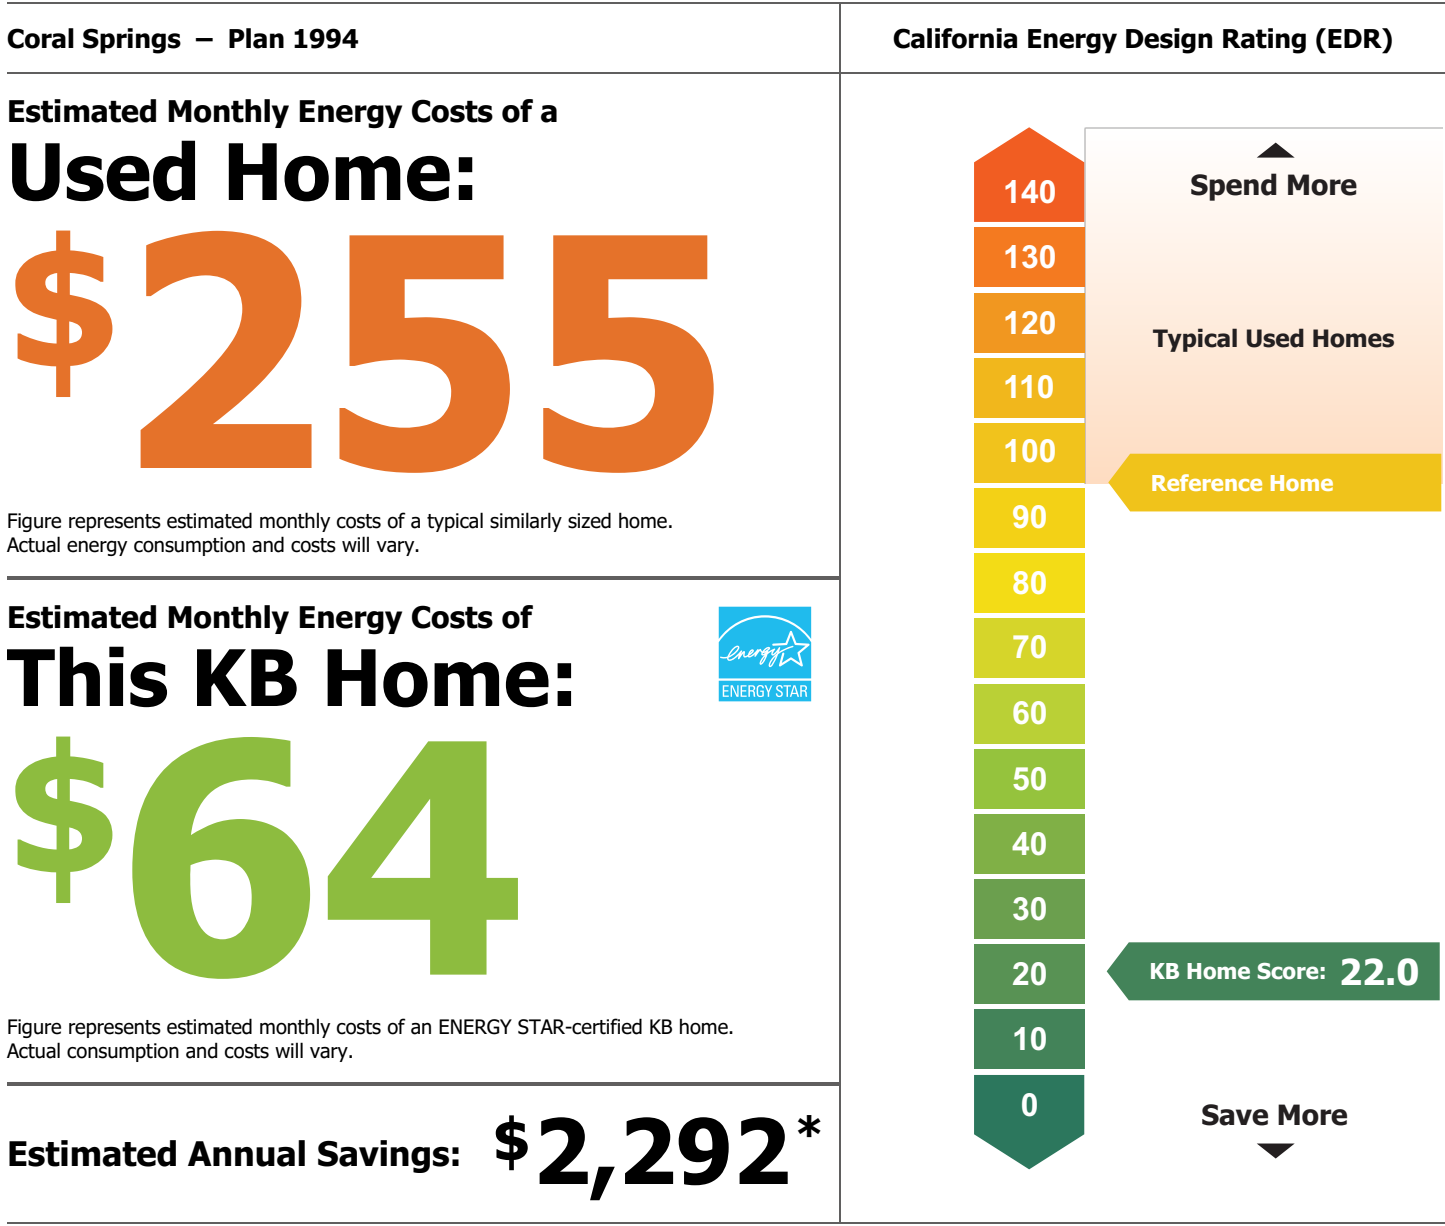 Coral Springs – Plan 1994
Estimated Monthly Energy Costs of a
Used Home:
$255
Figure represents estimated monthly costs of a typical similarly sized home.
Actual energy consumption and costs will vary.
Estimated Monthly Energy Costs of
This KB Home:
energy
ENERGY STAR
$64
Figure represents estimated monthly costs of an ENERGY STAR-certified KB home.
Actual consumption and costs will vary.
Estimated Annual Savings: $2,292*
California Energy Design Rating (EDR)
140
Spend More
130
120
Typical Used Homes
110
100
Reference Home
90
80
70
60
50
40
30
20
KB Home Score: 22.0
10
0
Save More